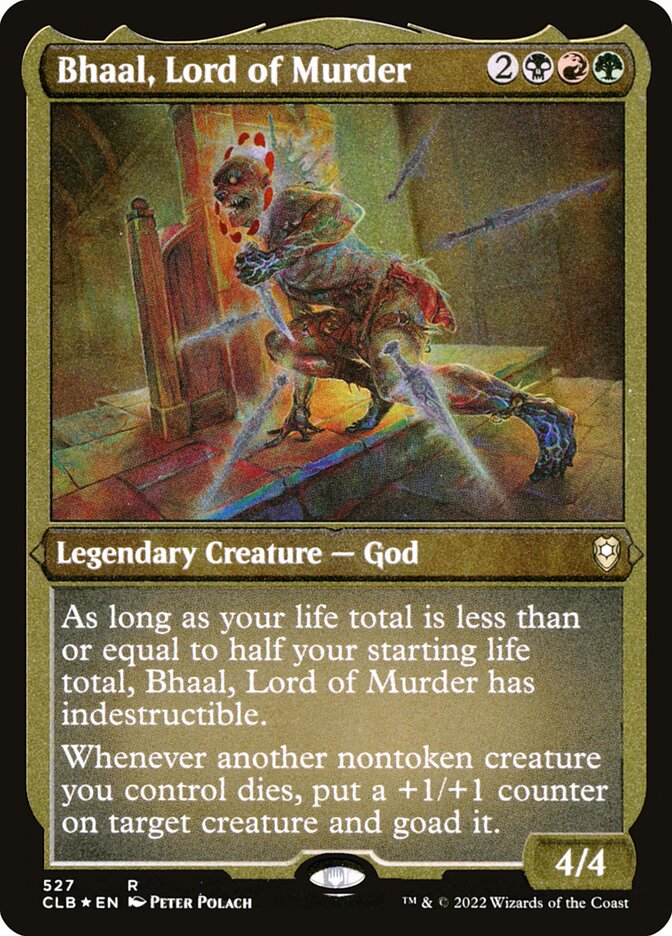 Bhaal, Lord of Murder 2
Legendary Creature — God
As long as your life total is less than
or equal to half your starting life
total, Bhaal, Lord of Murder has
indestructible.
Whenever another nontoken creature
you control dies, put a +1/+1 counter
on target creature and goad it.
4/4
527 R
CLB★EN Peter Polach ™ & © 2022 Wizards of the Coast